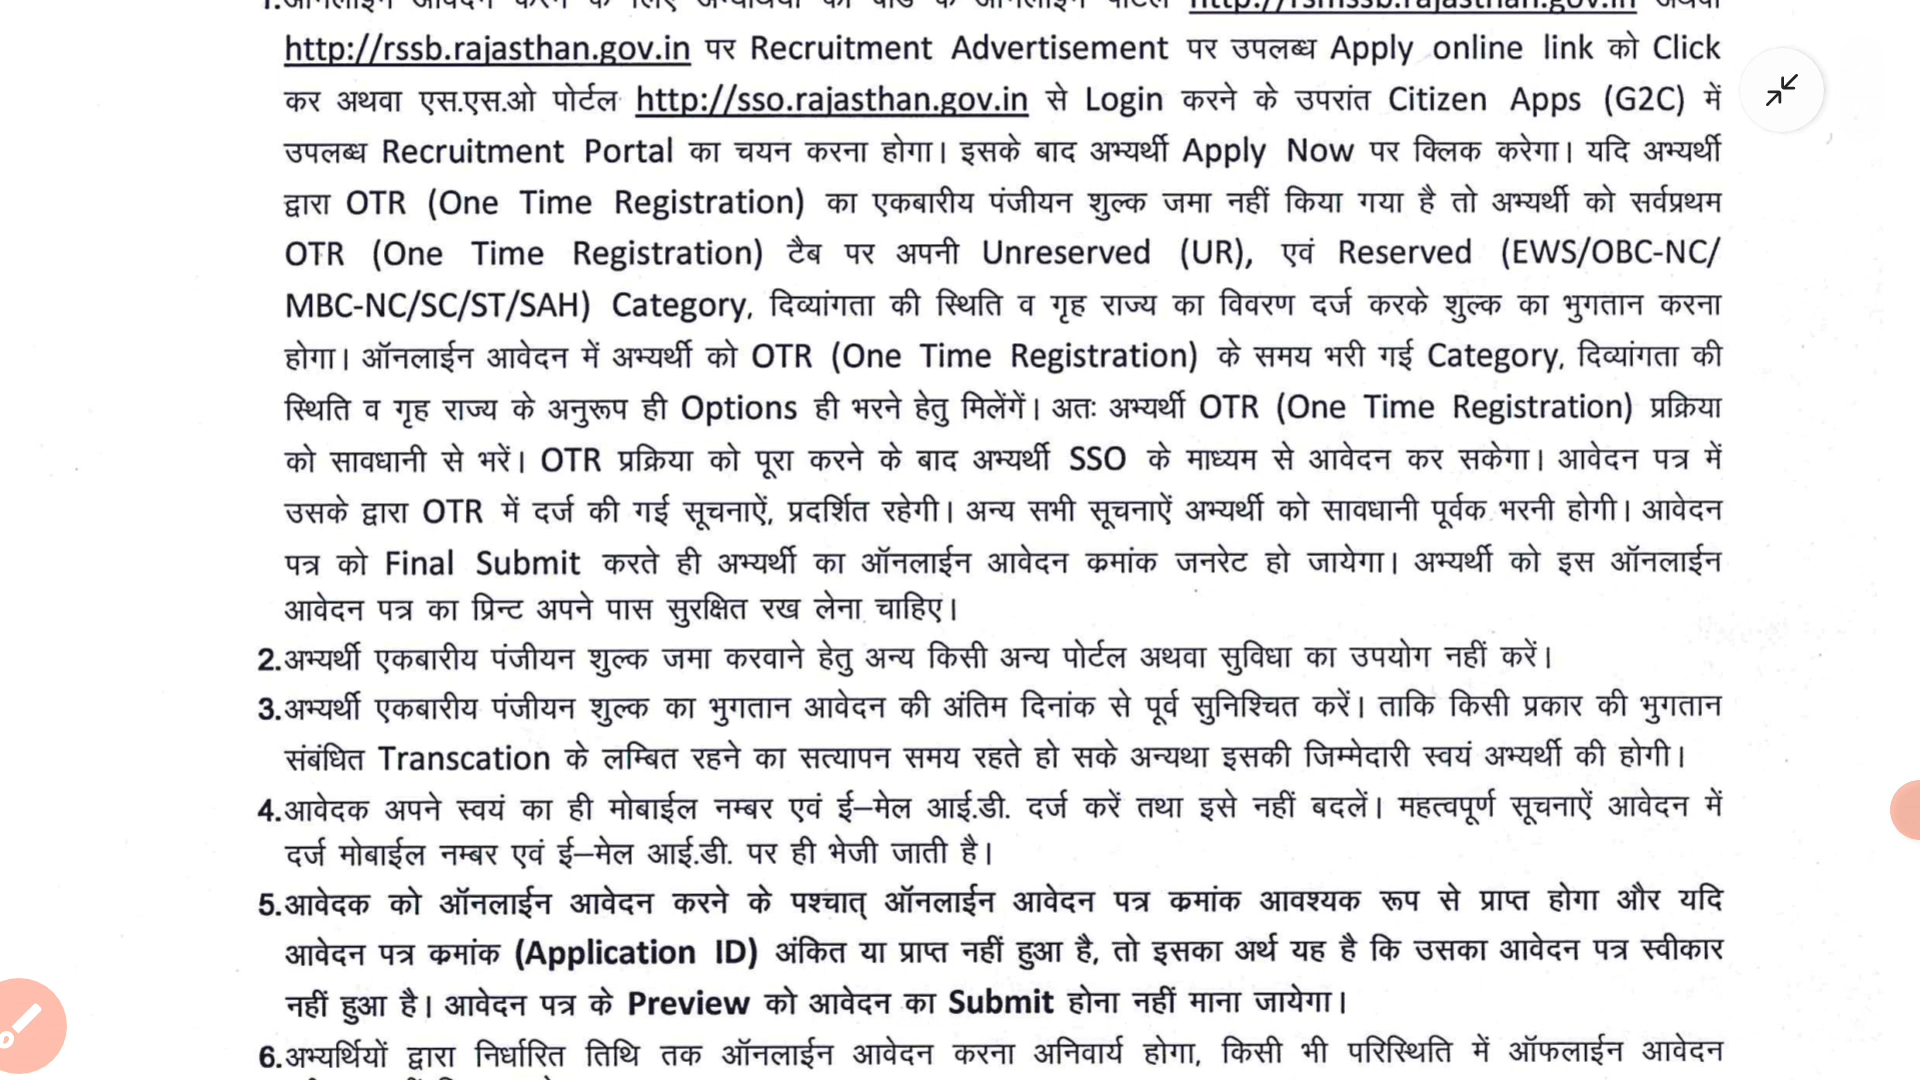 http://rssb.rajasthan.gov.in पर Recruitment Advertisement पर उपलब्ध Apply online link को Click
कर अथवा एस.एस.ओ पोर्टल http://sso.rajasthan.gov.in से Login करने के उपरांत Citizen Apps (G2C) में
उपलब्ध Recruitment Portal का चयन करना होगा। इसके बाद अभ्यर्थी Apply Now पर क्लिक करेगा। यदि अभ्यर्थी
द्वारा OTR (One Time Registration) का एकबारीय पंजीयन शुल्क जमा नहीं किया गया है तो अभ्यर्थी को सर्वप्रथम
OTR (One Time Registration) टैब पर अपनी Unreserved (UR), एवं Reserved (EWS/OBC-NC/
MBC-NC/SC/ST/SAH) Category, दिव्यांगता की स्थिति व गृह राज्य का विवरण दर्ज करके शुल्क का भुगतान करना
होगा। ऑनलाईन आवेदन में अभ्यर्थी को OTR (One Time Registration) के समय भरी गई Category, दिव्यांगता की
स्थिति व गृह राज्य के अनुरूप ही Options ही भरने हेतु मिलेंगें। अतः अभ्यर्थी OTR (One Time Registration) प्रक्रिया
को सावधानी से भरें। OTR प्रक्रिया को पूरा करने के बाद अभ्यर्थी SSO के माध्यम से आवेदन कर सकेगा। आवेदन पत्र में
उसके द्वारा OTR में दर्ज की गई सूचनाऐं, प्रदर्शित रहेगी। अन्य सभी सूचनाऐं अभ्यर्थी को सावधानी पूर्वक भरनी होगी। आवेदन
पत्र को Final Submit करते ही अभ्यर्थी का ऑनलाईन आवेदन क्रमांक जनरेट हो जायेगा। अभ्यर्थी को इस ऑनलाईन
आवेदन पत्र का प्रिन्ट अपने पास सुरक्षित रख लेना चाहिए।
2.अभ्यर्थी एकबारीय पंजीयन शुल्क जमा करवाने हेतु अन्य किसी अन्य पोर्टल अथवा सुविधा का उपयोग नहीं करें।
3.अभ्यर्थी एकबारीय पंजीयन शुल्क का भुगतान आवेदन की अंतिम दिनांक से पूर्व सुनिश्चित करें। ताकि किसी प्रकार की भुगतान
संबंधित Transcation के लम्बित रहने का सत्यापन समय रहते हो सके अन्यथा इसकी जिम्मेदारी स्वयं अभ्यर्थी की होगी।
4.आवेदक अपने स्वयं का ही मोबाईल नम्बर एवं ई–मेल आई.डी. दर्ज करें तथा इसे नहीं बदलें। महत्वपूर्ण सूचनाऐं आवेदन में
दर्ज मोबाईल नम्बर एवं ई–मेल आई.डी. पर ही भेजी जाती है।
5.आवेदक को ऑनलाईन आवेदन करने के पश्चात् ऑनलाईन आवेदन पत्र क्रमांक आवश्यक रूप से प्राप्त होगा और यदि
आवेदन पत्र क्रमांक (Application ID) अंकित या प्राप्त नहीं हुआ है, तो इसका अर्थ यह है कि उसका आवेदन पत्र स्वीकार
नहीं हुआ है। आवेदन पत्र के Preview को आवेदन का Submit होना नहीं माना जायेगा।
6.अभ्यर्थियों द्वारा निर्धारित तिथि तक ऑनलाईन आवेदन करना अनिवार्य होगा, किसी भी परिस्थिति में ऑफलाईन आवेदन